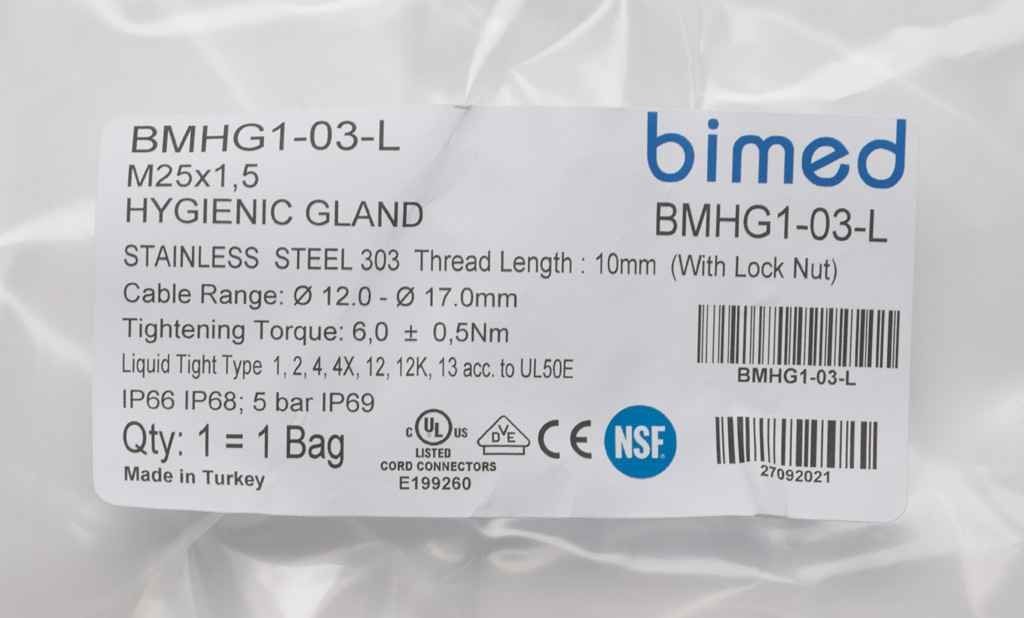 BMHG1-03-L
M25x1,5
HYGIENIC GLAND
STAINLESS STEEL 303 Thread Length : 10mm (With Lock Nut)
Cable Range: Ø 12.0 - Ø 17.0mm
Tightening Torque: 6,0 ± 0,5Nm
Liquid Tight Type 1, 2, 4, 4X, 12, 12K, 13 acc. to UL50E
IP66 IP68; 5 bar IP69
Qty: 1 = 1 Bag
Made in Turkey
C UL US
LISTED
CORD CONNECTORS
E199260
DVE
CE
NSF®
bimed
BMHG1-03-L
BMHG1-03-L
27092021